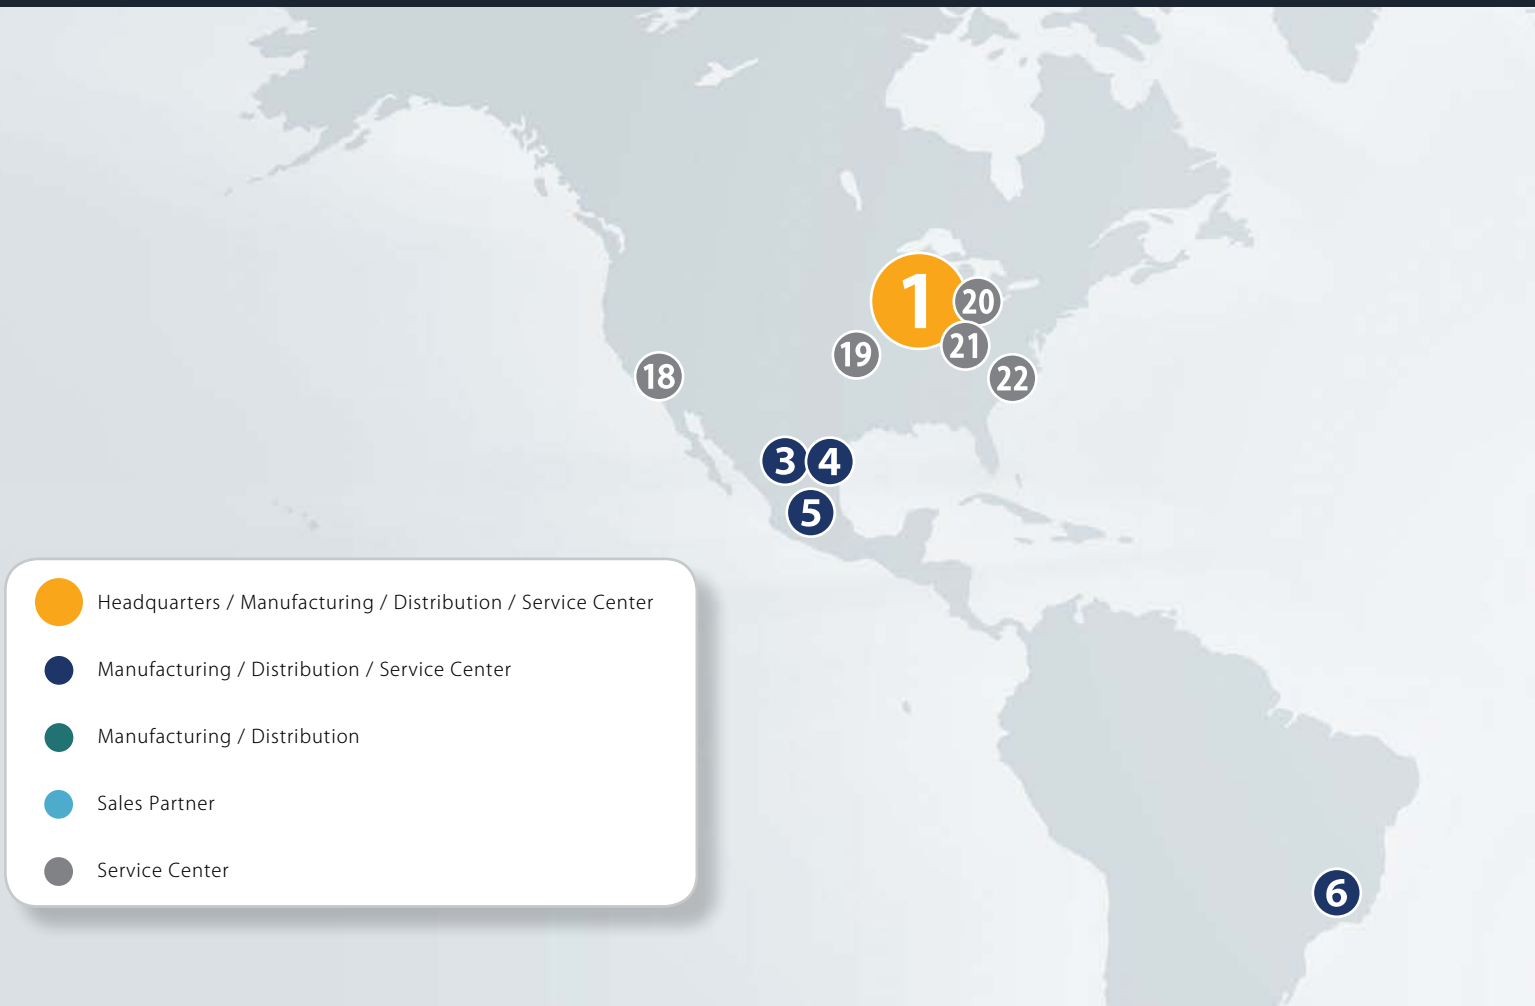 1
20
21
19
22
18
3
4
5
Headquarters / Manufacturing / Distribution / Service Center
Manufacturing / Distribution / Service Center
Manufacturing / Distribution
Sales Partner
Service Center
6